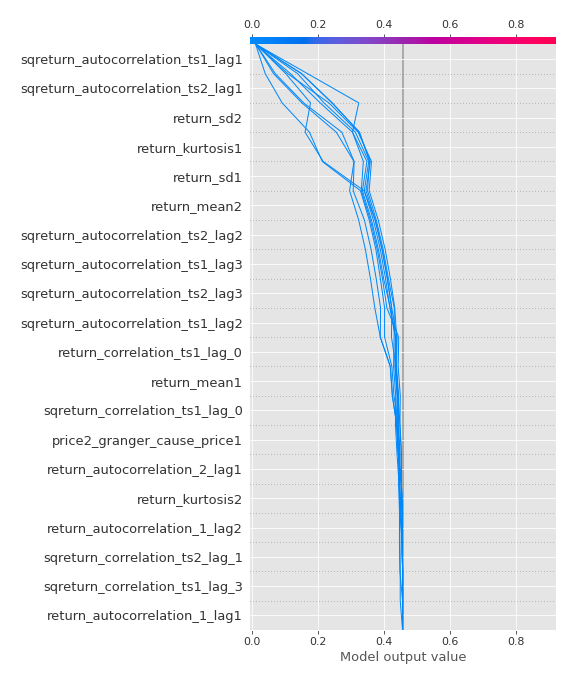 0.0 0.2 0.4 0.6 0.8
sqreturn_autocorrelation_ts1_lag1
sqreturn_autocorrelation_ts2_lag1
return_sd2
return_kurtosis1
return_sd1
return_mean2
sqreturn_autocorrelation_ts2_lag2
sqreturn_autocorrelation_ts1_lag3
sqreturn_autocorrelation_ts2_lag3
sqreturn_autocorrelation_ts1_lag2
return_correlation_ts1_lag_0
return_mean1
sqreturn_correlation_ts1_lag_0
price2_granger_cause_price1
return_autocorrelation_2_lag1
return_kurtosis2
return_autocorrelation_1_lag2
sqreturn_correlation_ts2_lag_1
sqreturn_correlation_ts1_lag_3
return_autocorrelation_1_lag1
0.0 0.2 0.4 0.6 0.8
Model output value